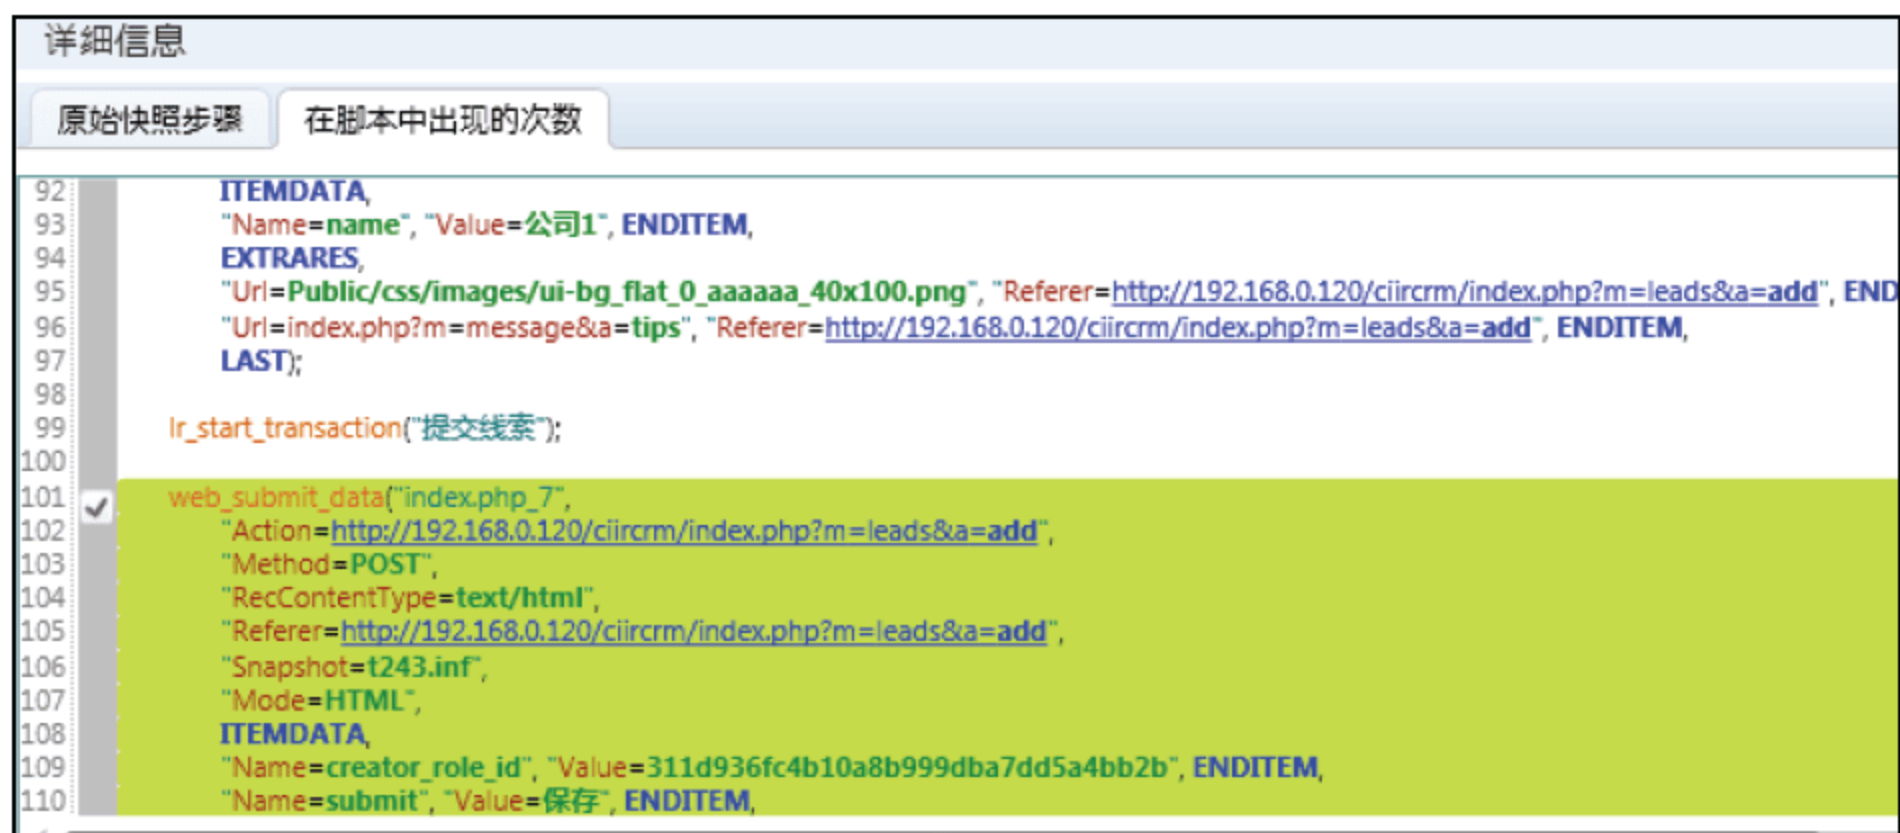 详细信息
原始快照步骤 在脚本中出现的次数
92 ITEMDATA,
93 "Name=name", "Value=公司1", ENDITEM,
94 EXTRARES,
95 "Url=Public/css/images/ui-bg_flat_0_aaaaaa_40x100.png", "Referer=http://192.168.0.120/ciircrm/index.php?m=leads&a=add", END
96 "Url=index.php?m=message&a=tips", "Referer=http://192.168.0.120/ciircrm/index.php?m=leads&a=add", ENDITEM,
97 LAST);
98
99 lr_start_transaction("提交线索");
100
101 web_submit_data("index.php_7",
102 "Action=http://192.168.0.120/ciircrm/index.php?m=leads&a=add",
103 "Method=POST",
104 "RecContentType=text/html",
105 "Referer=http://192.168.0.120/ciircrm/index.php?m=leads&a=add",
106 "Snapshot=t243.inf",
107 "Mode=HTML",
108 ITEMDATA,
109 "Name=creator_role_id", "Value=311d936fc4b10a8b999dba7dd5a4bb2b", ENDITEM,
110 "Name=submit", "Value=保存", ENDITEM,